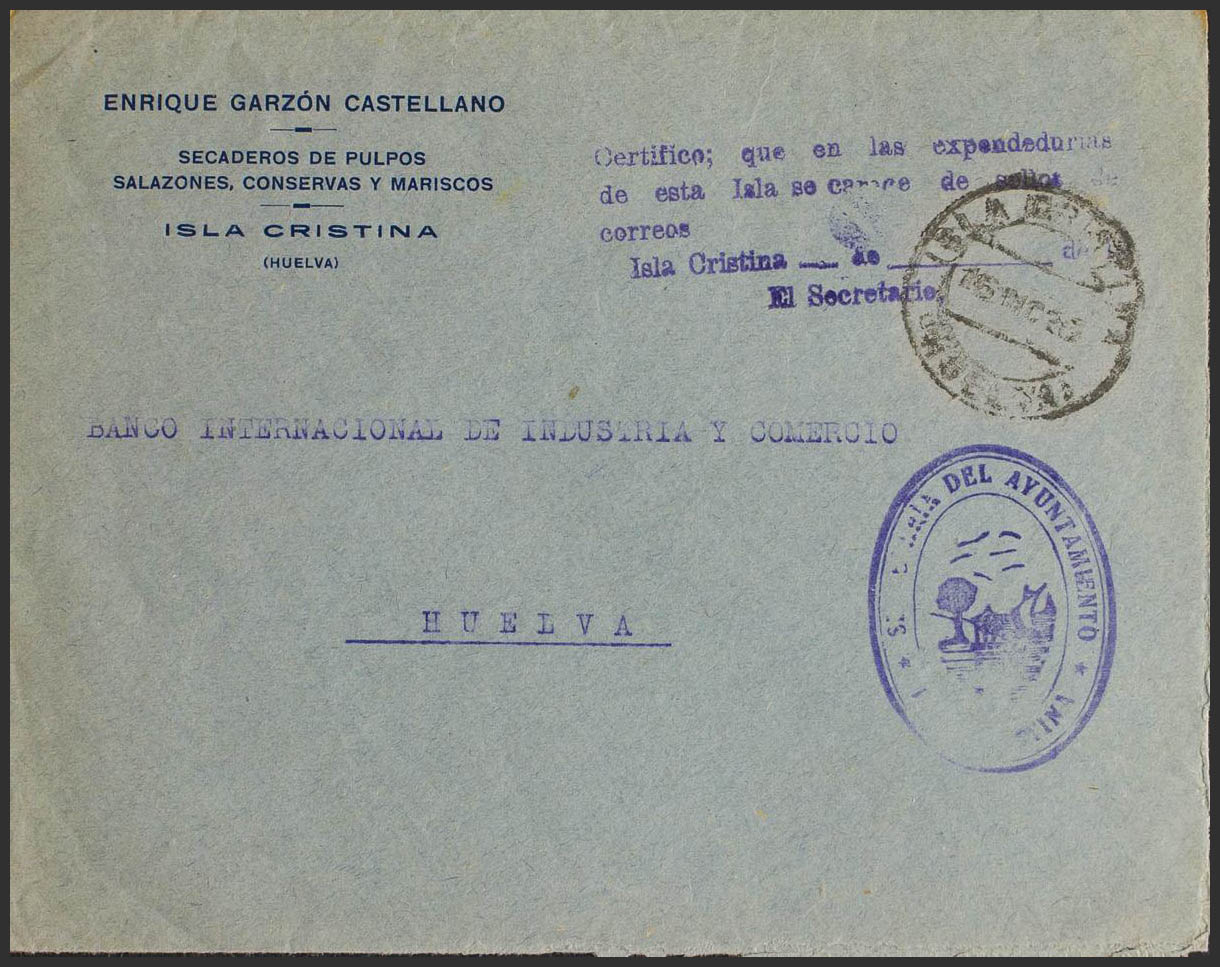 ENRIQUE GARZÓN CASTELLANO
SECADEROS DE PULPOS
SALAZONES, CONSERVAS Y MARISCOS
ISLA CRISTINA
(HUELVA)
Certifico; que en las expendedurias
de esta Isla se carece de sellos de
correos
Isla Cristina ___ de ___ de
El Secretario,
BANCO INTERNACIONAL DE INDUSTRIA Y COMERCIO
HUELVA
DEL AYUNTAMIENTO